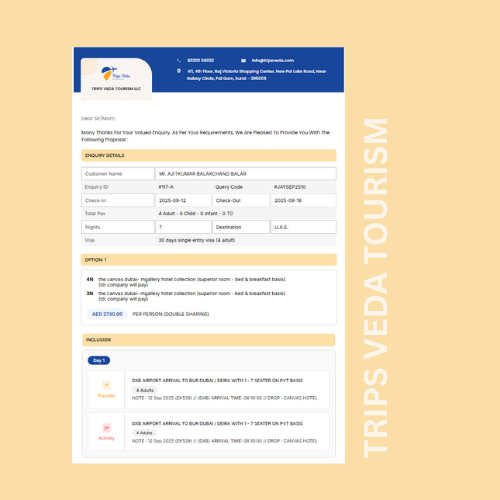 Trips Veda
TRIPS VEDA TOURISM LLC
info@tripsveda.com
411, 4th Floor, Raj Victoria Shopping Center, New Pal Lake Road, Near
Galaxy Circle, Pal Gam, Surat - 395009
Dear Sir/Mam,
Many Thanks For Your Valued Enquiry. As Per Your Requirements, We Are Pleased To Provide You With The
Following Proposal :
ENQUIRY DETAILS
Customer Name Mr. AJITKUMAR BALAKCHAND BALAR
Enquiry ID #117-A Query Code #JAYSEP2510
Check-In 2025-09-12 Check-Out 2025-09-18
Total Pax 4 Adult - 0 Child - 0 Infant - 0 TC
Nights 7 Destination U.A.E.
Visa 30 days single entry visa (4 adult)
OPTION 1
4N the canvas dubai- mgallery hotel collection (superior room - bed & breakfast basis)
(td: company will pay)
3N the canvas dubai- mgallery hotel collection (superior room - bed & breakfast basis)
(td: company will pay)
AED 2730.00 PER PERSON (DOUBLE SHARING)
INCLUSION
Day 1
Transfer
DXB AIRPORT ARRIVAL TO BUR DUBAI / DEIRA WITH 1 - 7 SEATER ON PVT BASIS
4 Adults
NOTE : 12 Sep 2025 (EK539) // (DXB) ARRIVAL TIME: 06:10:00 // DROP - CANVAS HOTEL
Activity
DXB AIRPORT ARRIVAL TO BUR DUBAI / DEIRA WITH 1 - 7 SEATER ON PVT BASIS
4 Adults
NOTE : 12 Sep 2025 (EK539) // (DXB) ARRIVAL TIME: 06:10:00 // DROP - CANVAS HOTEL
TRIPS VEDA TOURISM